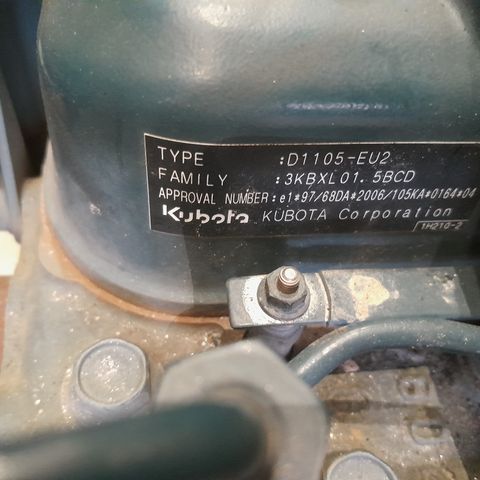 TYPE :D1105-EU2
FAMILY :3KBXL01.5BCD
APPROVAL NUMBER:e1*97/68DA*2006/105KA*0164*04
Kubota KUBOTA Corporation
1H210-2